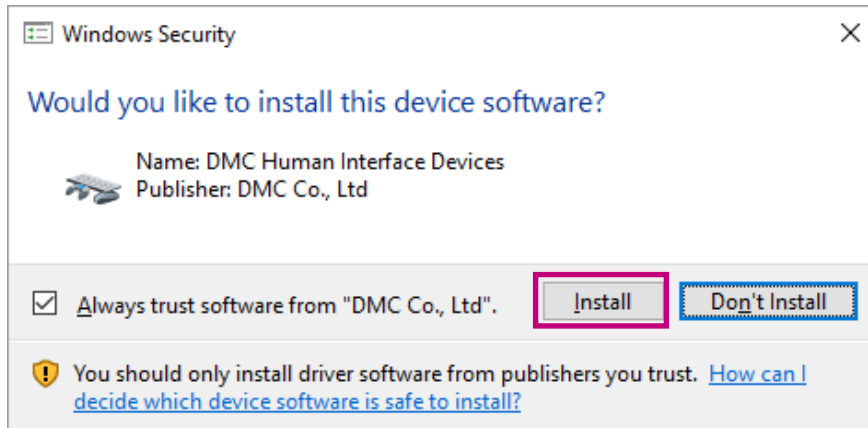 Windows Security
Would you like to install this device software?
Name: DMC Human Interface Devices
Publisher: DMC Co., Ltd
Always trust software from "DMC Co., Ltd".
Install
Don't Install
You should only install driver software from publishers you trust. How can I
decide which device software is safe to install?